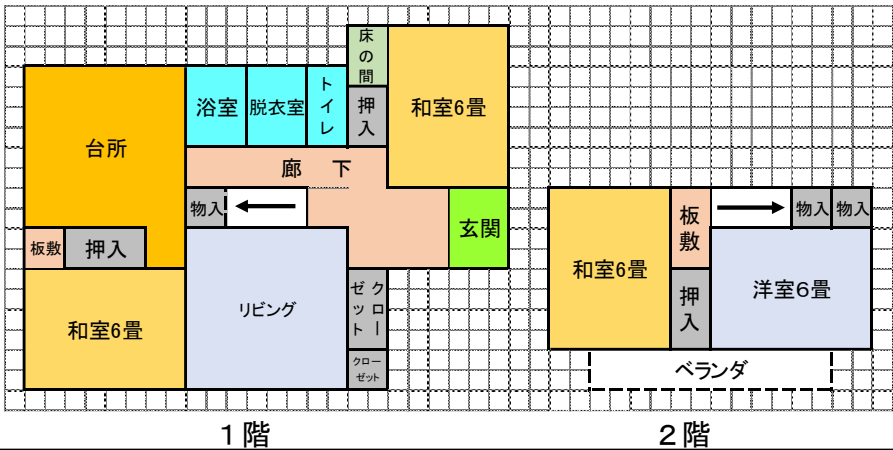 床の間
和室6畳
浴室
脱衣室
トイレ
押入
台所
廊 下
物入
玄関
板敷
押入
リビング
クローゼット
和室6畳
クローゼット
1階
和室6畳
板敷
物入
物入
押入
洋室6畳
ベランダ
2階